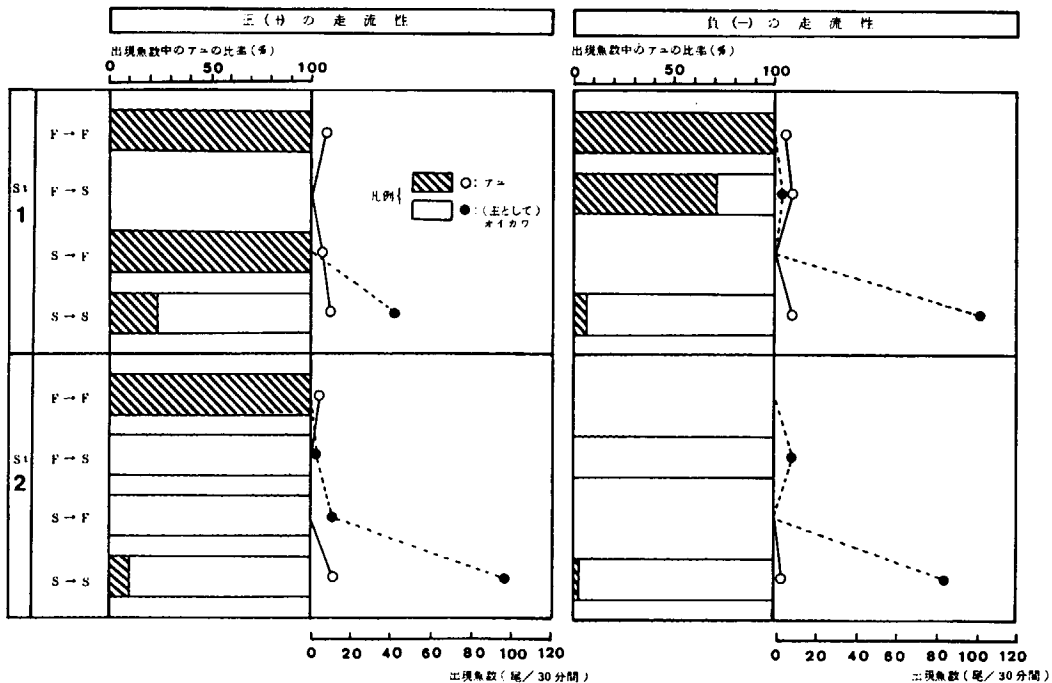 正(+)の走流性
負(−)の走流性
出現魚数中のアユの比率(%)
0 50 100
出現魚数中のアユの比率(%)
0 50 100
St 1
F→F
F→S
S→F
S→S
凡例{
○:アユ
●:(主として)
オイカワ
St 2
F→F
F→S
S→F
S→S
0 20 40 60 80 100 120
出現魚数(尾/30分間)
0 20 40 60 80 100 120
出現魚数(尾/30分間)